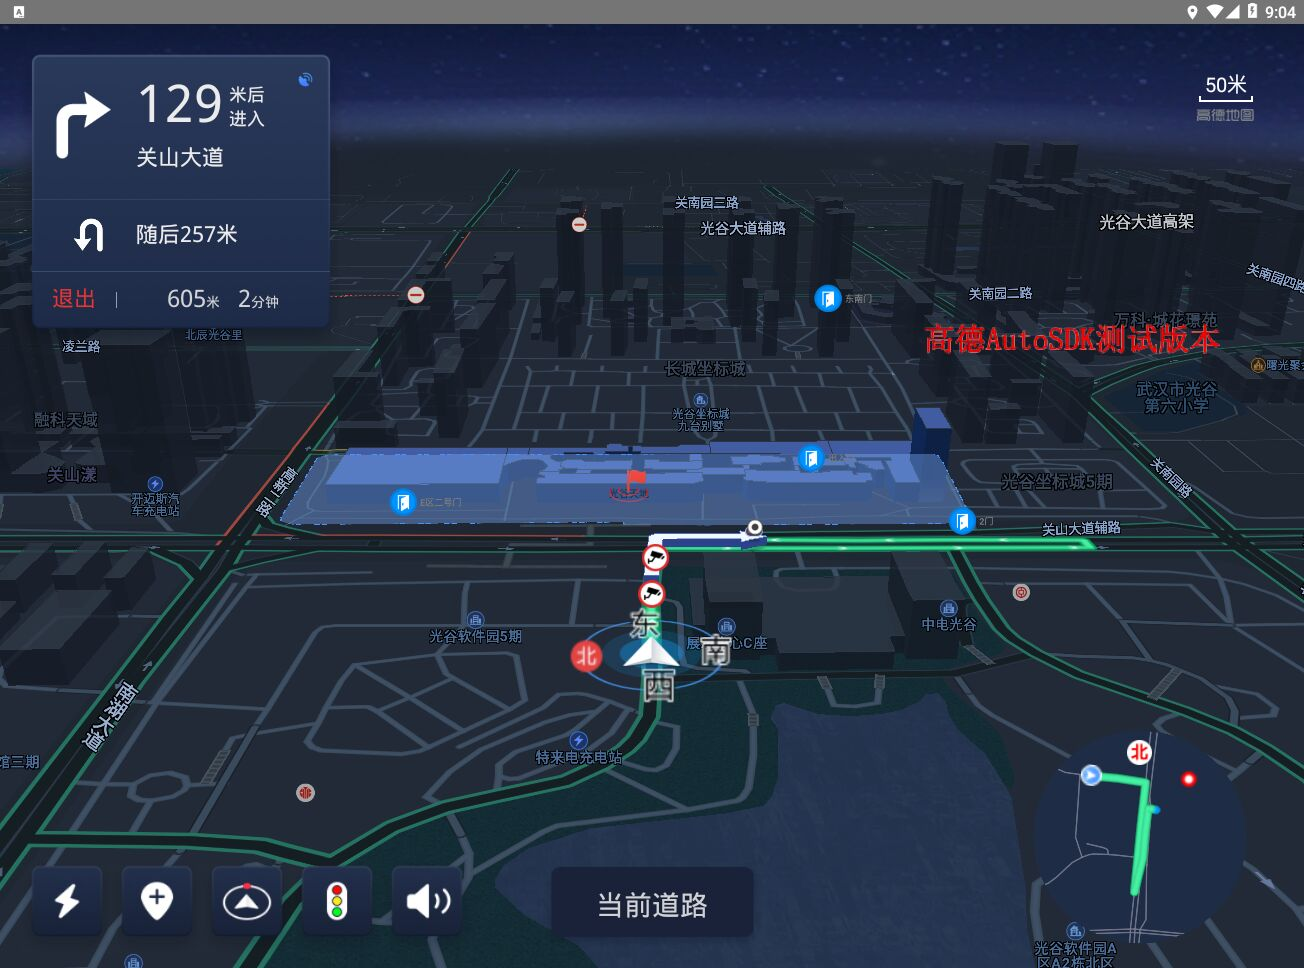 9:04
129 米后
进入
关山大道
随后257米
退出 605米 2分钟
50米
高德地图
关南园三路
光谷大道辅路
光谷大道高架
关南园四路
关南园二路
东南门
万科·城花璟苑
高德AutoSDK测试版本
北辰光谷里
凌兰路
长城坐标城
曙光聚
武汉市光谷
第六小学
光谷坐标城
九台别墅
融科天域
关山漾
高新二路
光谷天地
E区二号门
光谷坐标城5期
关南园路
开迈斯汽
车充电站
2门
关山大道辅路
东
北
南
西
光谷软件园5期
中电光谷
心C座
南湖大道
馆三期
特来电充电站
北
当前道路
光谷软件园A
区A2栋北区